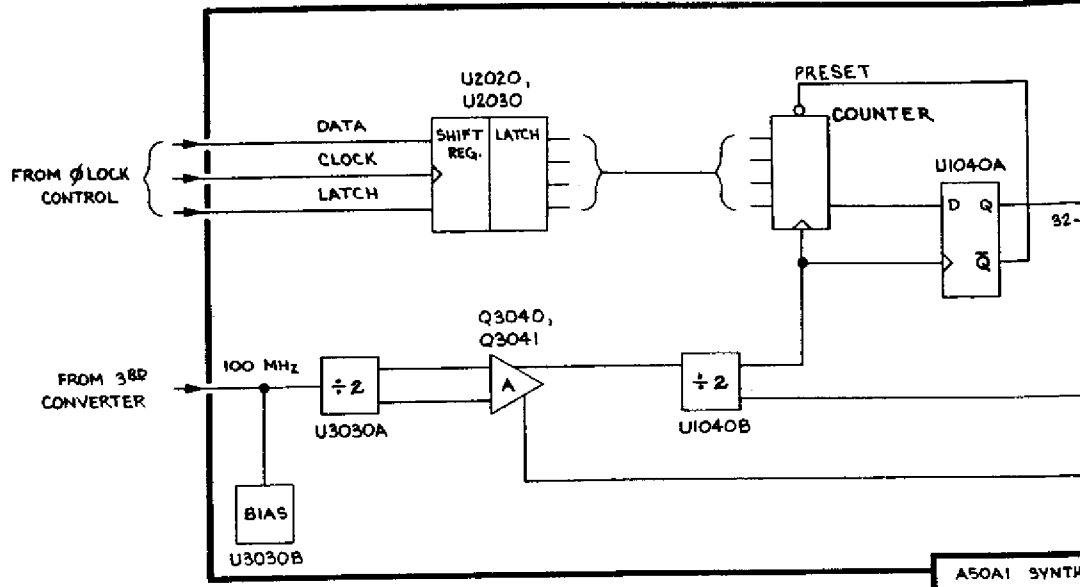 U2020,
U2030
PRESET
COUNTER
DATA
SHIFT
REG.
LATCH
CLOCK
FROM ØLOCK
CONTROL
LATCH
U1040A
D Q
Q̅
32-
Q3040,
Q3041
100 MHz
FROM 3RD
CONVERTER
÷2
A
÷2
U3030A
U1040B
BIAS
U3030B
A50A1 SYNTH